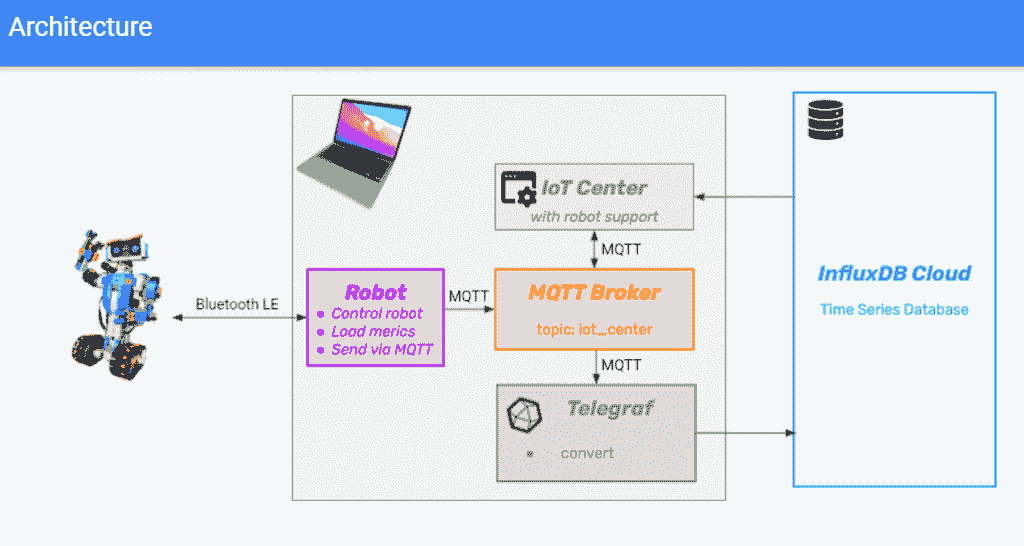 Architecture
IoT Center
with robot support
MQTT
InfluxDB Cloud
Time Series Database
Bluetooth LE
Robot
• Control robot
• Load merics
• Send via MQTT
MQTT
MQTT Broker
topic: iot_center
MQTT
Telegraf
• convert